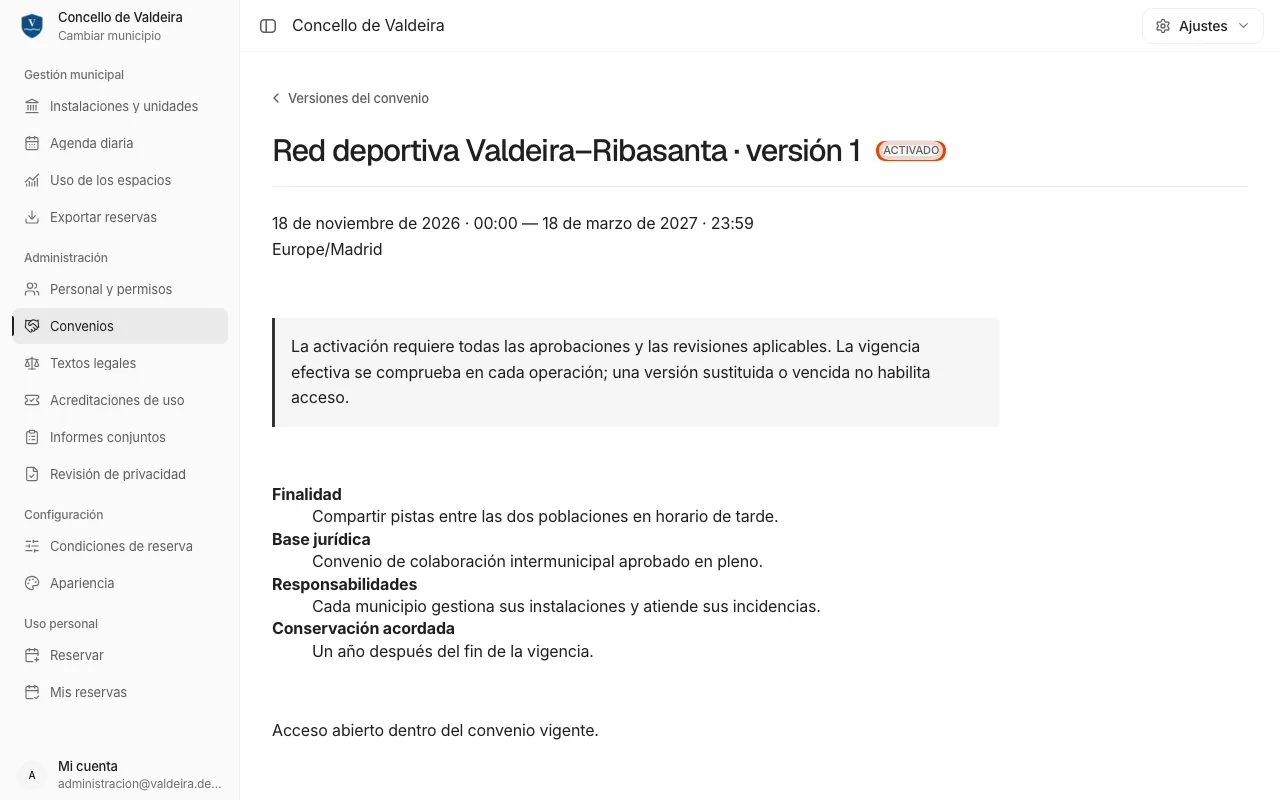 V
Concello de Valdeira
Cambiar municipio
Gestión municipal
Instalaciones y unidades
Agenda diaria
Uso de los espacios
Exportar reservas
Administración
Personal y permisos
Convenios
Textos legales
Acreditaciones de uso
Informes conjuntos
Revisión de privacidad
Configuración
Condiciones de reserva
Apariencia
Uso personal
Reservar
Mis reservas
A
Mi cuenta
administracion@valdeira.de...
Concello de Valdeira
Ajustes
Versiones del convenio
Red deportiva Valdeira–Ribasanta · versión 1
ACTIVADO
18 de noviembre de 2026 · 00:00 — 18 de marzo de 2027 · 23:59
Europe/Madrid
La activación requiere todas las aprobaciones y las revisiones aplicables. La vigencia
efectiva se comprueba en cada operación; una versión sustituida o vencida no habilita
acceso.
Finalidad
Compartir pistas entre las dos poblaciones en horario de tarde.
Base jurídica
Convenio de colaboración intermunicipal aprobado en pleno.
Responsabilidades
Cada municipio gestiona sus instalaciones y atiende sus incidencias.
Conservación acordada
Un año después del fin de la vigencia.
Acceso abierto dentro del convenio vigente.